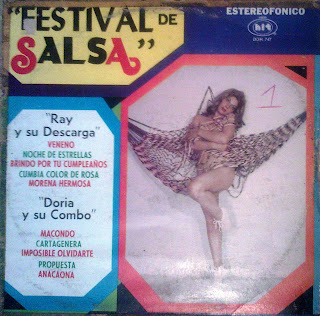 "FESTIVAL DE
SALSA"
ESTEREOFONICO
hit
1
"Ray
y su Descarga"
VENENO
NOCHE DE ESTRELLAS
BRINDO POR TU CUMPLEAÑOS
CUMBIA COLOR DE ROSA
MORENA HERMOSA
"Doria
y su Combo"
MACONDO
CARTAGENERA
IMPOSIBLE OLVIDARTE
PROPUESTA
ANACAONA